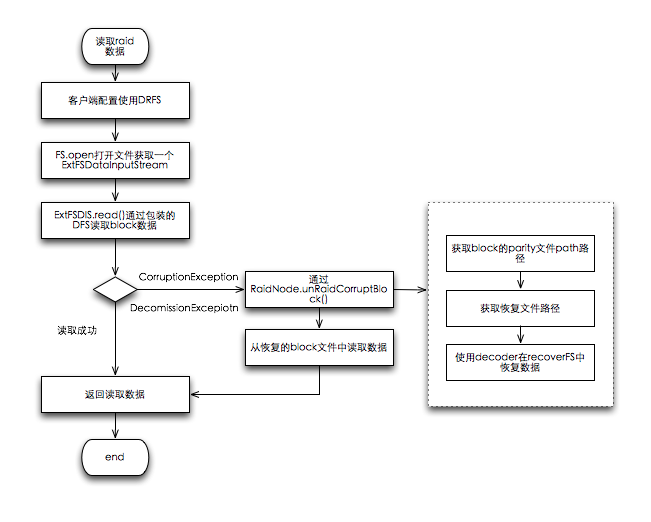 读取raid
数据
客户端配置使用DRFS
FS.open打开文件获取一个
ExtFSDataInputStream
ExtFSDIS.read()通过包装的
DFS读取block数据
CorruptionException
DecomissionExcepiotn
读取成功
通过
RaidNode.unRaidCorruptBlo
ck()
从恢复的block文件中读取数据
返回读取数据
end
获取block的parity文件path路
径
获取恢复文件路径
使用decoder在recoverFS中
恢复数据